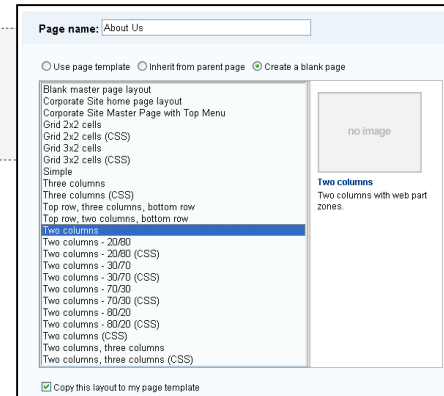 Page name: About Us
Use page template Inherit from parent page Create a blank page
Blank master page layout
Corporate Site home page layout
Corporate Site Master Page with Top Menu
Grid 2x2 cells
Grid 2x2 cells (CSS)
Grid 3x2 cells
Grid 3x2 cells (CSS)
Simple
Three columns
Three columns (CSS)
Top row, three columns, bottom row
Top row, two columns, bottom row
Two columns
Two columns - 20/80
Two columns - 20/80 (CSS)
Two columns - 30/70
Two columns - 30/70 (CSS)
Two columns - 70/30
Two columns - 70/30 (CSS)
Two columns - 80/20
Two columns - 80/20 (CSS)
Two columns (CSS)
Two columns, three columns
Two columns, three columns (CSS)
no image
Two columns
Two columns with web part
zones.
Copy this layout to my page template